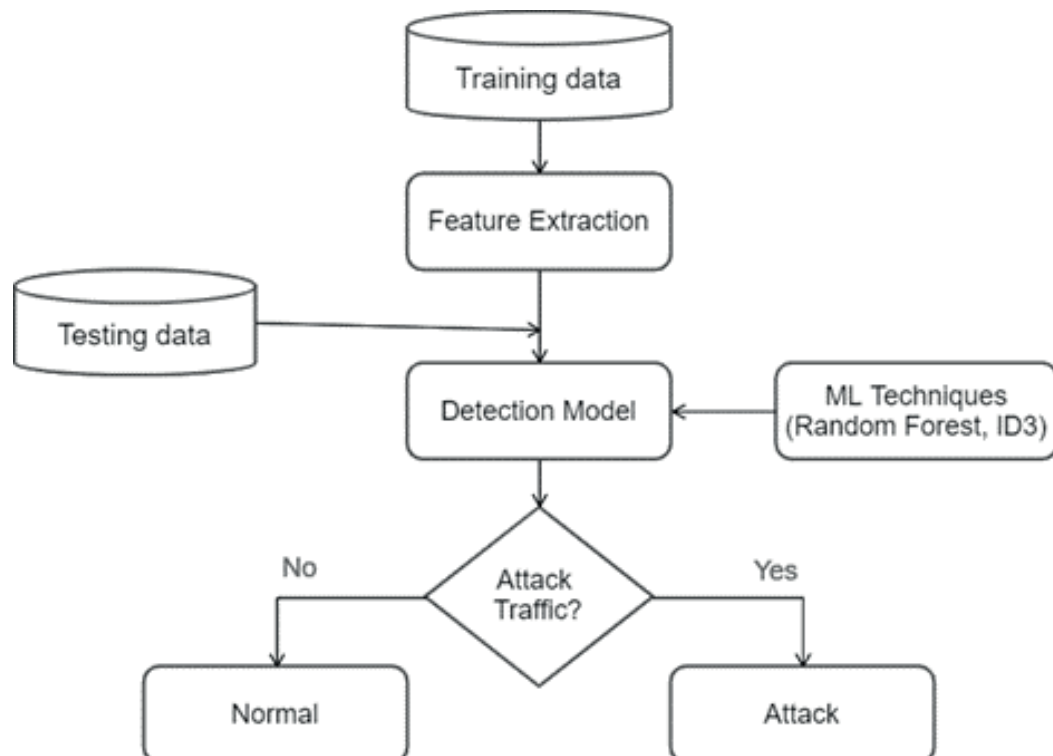 Training data
Feature Extraction
Testing data
Detection Model
ML Techniques
(Random Forest, ID3)
Attack
Traffic?
No
Yes
Normal
Attack